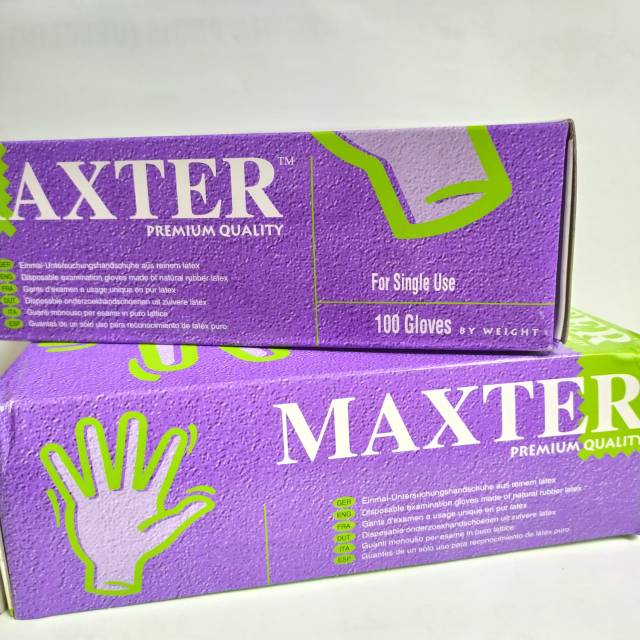 AXTER™
PREMIUM QUALITY
GER Einmal-Untersuchungshandschuhe aus reinem latex
ENG Disposable examination gloves made of natural rubber latex
FRA Gants d'examen a usage unique en pur latex
DUT Disposable onderzoekhandschoenen uit zuivere latex
ITA Guanti monouso per esame in puro lattice
Guantes de un solo uso para reconocimiento de latex puro
For Single Use
100 Gloves BY WEIGHT
MAXTER
PREMIUM QUALITY
GER Einmal-Untersuchungshandschuhe aus reinem latex
ENG Disposable examination gloves made of natural rubber latex
FRA Gants d'examen a usage unique en pur latex
DUT Disposable onderzoekhandschoenen uit zuivere latex
ITA Guanti monouso per esame in puro lattice
ESP Guantes de un solo uso para reconocimiento de latex puro